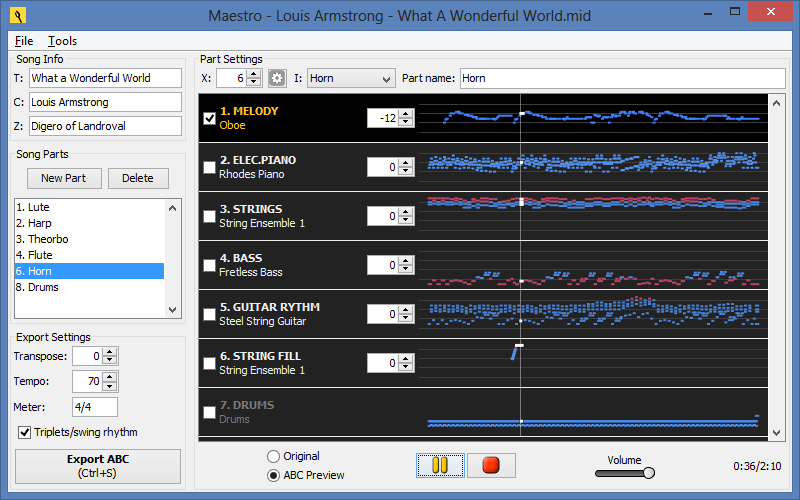 Maestro - Louis Armstrong - What A Wonderful World.mid
File Tools
Song Info
T: What a Wonderful World
C: Louis Armstrong
Z: Digero of Landroval
Song Parts
New Part Delete
1. Lute
2. Harp
3. Theorbo
4. Flute
6. Horn
8. Drums
Export Settings
Transpose: 0
Tempo: 70
Meter: 4/4
Triplets/swing rhythm
Export ABC
(Ctrl+S)
Part Settings
X: 6 I: Horn Part name: Horn
1. MELODY
Oboe
-12
2. ELEC.PIANO
Rhodes Piano
0
3. STRINGS
String Ensemble 1
0
4. BASS
Fretless Bass
0
5. GUITAR RYTHM
Steel String Guitar
0
6. STRING FILL
String Ensemble 1
0
7. DRUMS
Drums
Original
ABC Preview
Volume
0:36/2:10